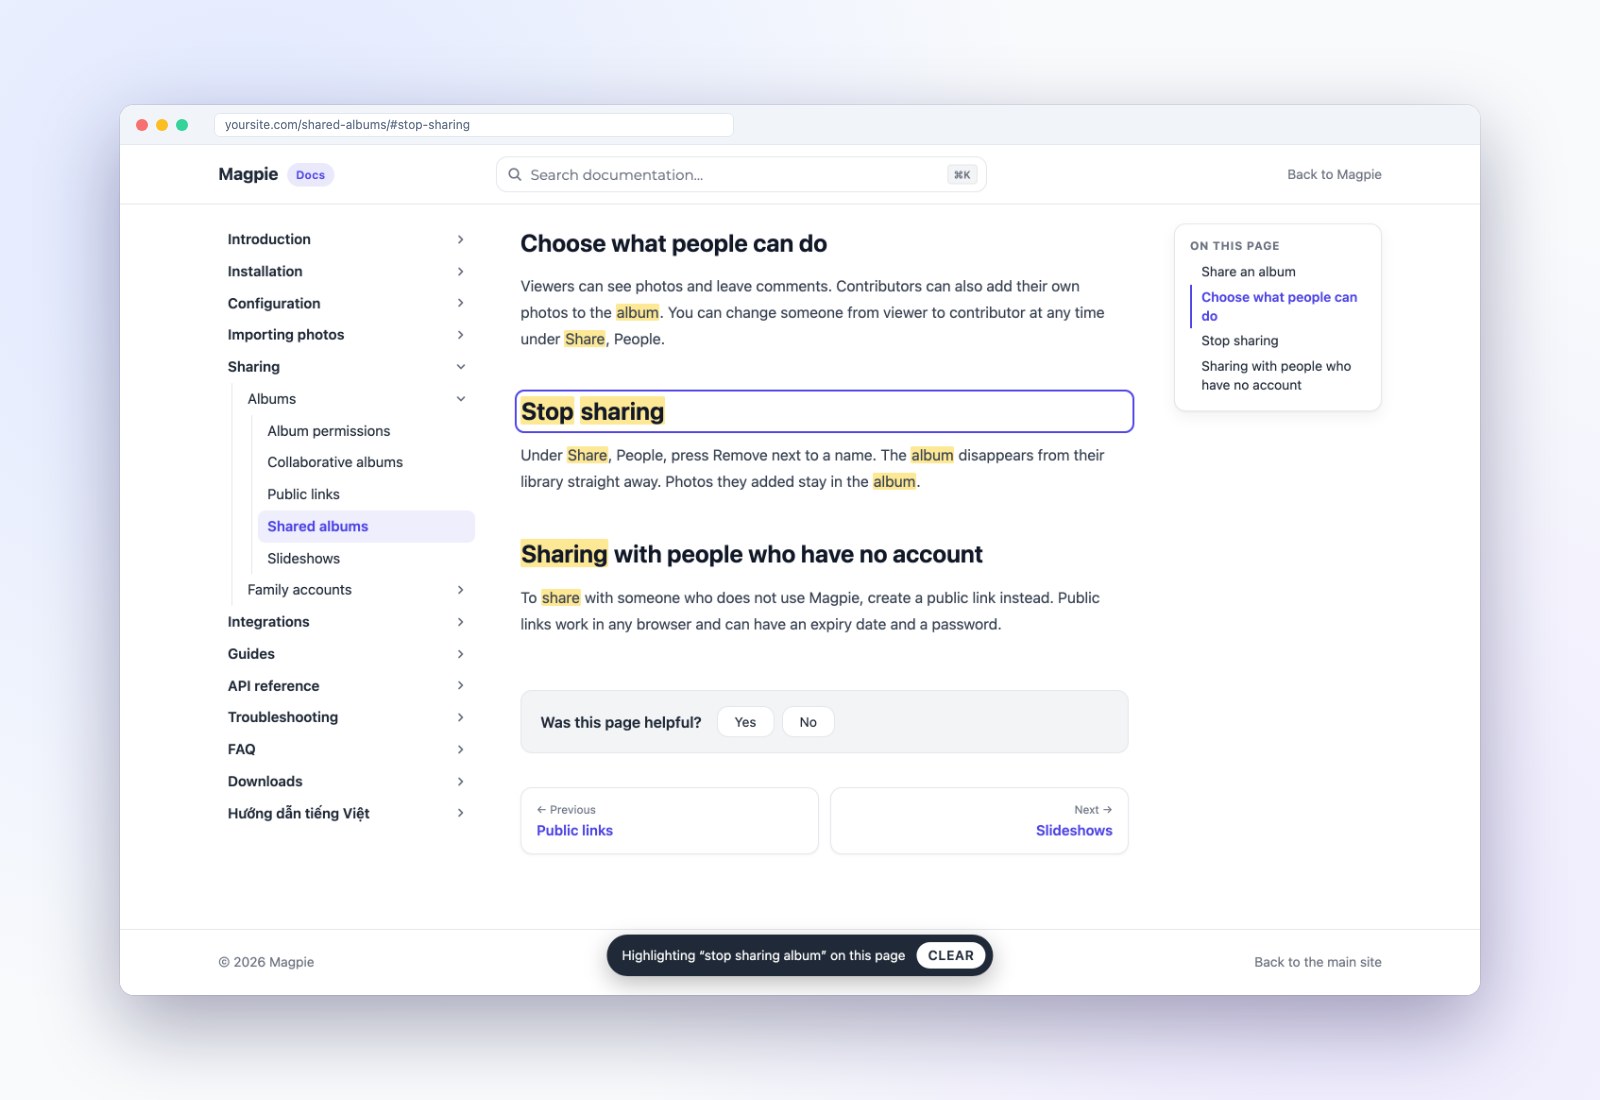 yoursite.com/shared-albums/#stop-sharing
Magpie Docs
Search documentation...
⌘K
Back to Magpie
Introduction
Installation
Configuration
Importing photos
Sharing
Albums
Album permissions
Collaborative albums
Public links
Shared albums
Slideshows
Family accounts
Integrations
Guides
API reference
Troubleshooting
FAQ
Downloads
Hướng dẫn tiếng Việt
Choose what people can do
Viewers can see photos and leave comments. Contributors can also add their own
photos to the album. You can change someone from viewer to contributor at any time
under Share, People.
Stop sharing
Under Share, People, press Remove next to a name. The album disappears from their
library straight away. Photos they added stay in the album.
Sharing with people who have no account
To share with someone who does not use Magpie, create a public link instead. Public
links work in any browser and can have an expiry date and a password.
Was this page helpful?
Yes
No
← Previous
Public links
Next →
Slideshows
ON THIS PAGE
Share an album
Choose what people can
do
Stop sharing
Sharing with people who
have no account
© 2026 Magpie
Highlighting “stop sharing album” on this page
CLEAR
Back to the main site